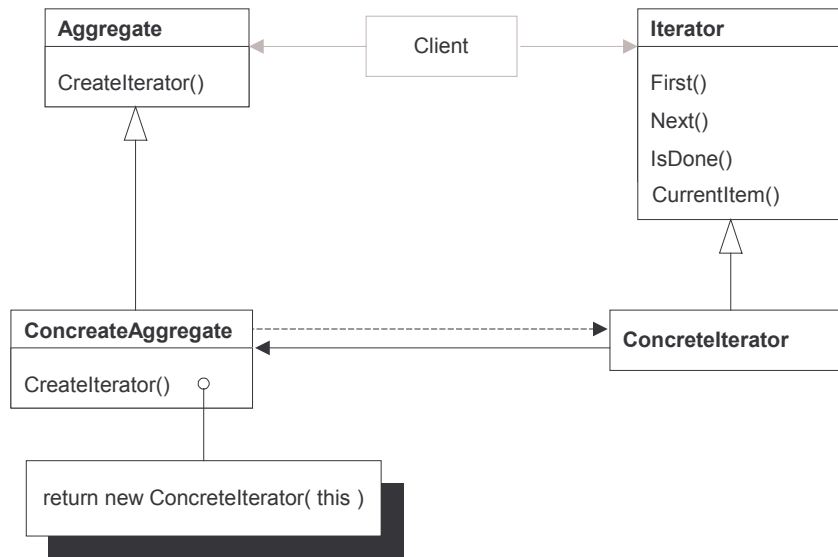 Aggregate
CreateIterator()
Client
Iterator
First()
Next()
IsDone()
CurrentItem()
ConcreateAggregate
CreateIterator()
ConcreteIterator
return new ConcreteIterator( this )